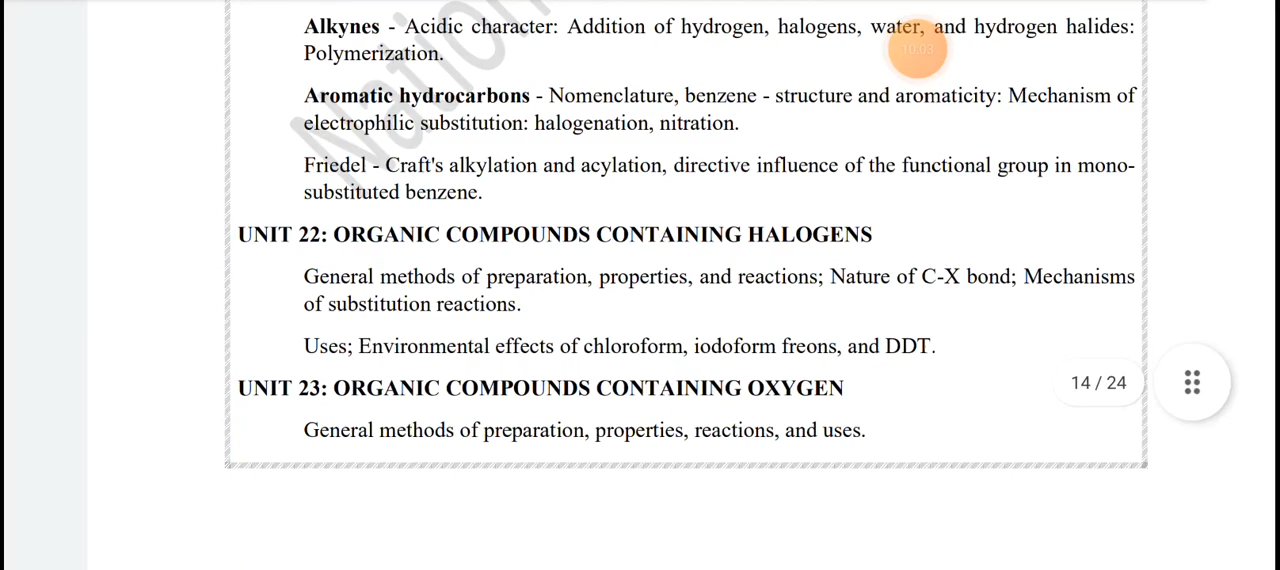 Alkynes - Acidic character: Addition of hydrogen, halogens, water, and hydrogen halides:
10:03
Polymerization.
Aromatic hydrocarbons - Nomenclature, benzene - structure and aromaticity: Mechanism of
electrophilic substitution: halogenation, nitration.
Friedel - Craft's alkylation and acylation, directive influence of the functional group in mono-
substituted benzene.
UNIT 22: ORGANIC COMPOUNDS CONTAINING HALOGENS
General methods of preparation, properties, and reactions; Nature of C-X bond; Mechanisms
of substitution reactions.
Uses; Environmental effects of chloroform, iodoform freons, and DDT.
UNIT 23: ORGANIC COMPOUNDS CONTAINING OXYGEN
14 / 24
General methods of preparation, properties, reactions, and uses.